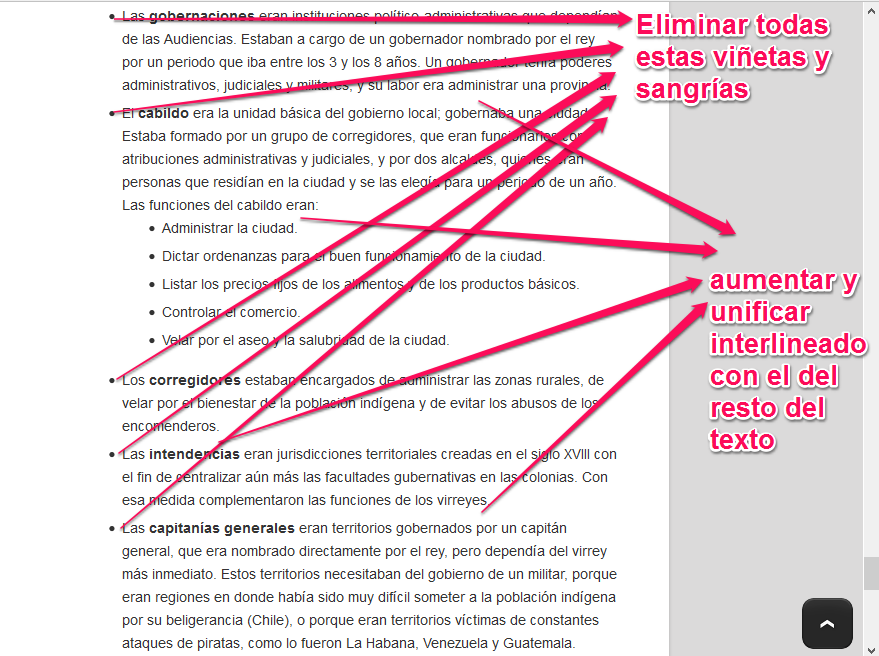 Las gobernaciones eran instituciones político-administrativas que dependían
de las Audiencias. Estaban a cargo de un gobernador nombrado por el rey
por un periodo que iba entre los 3 y los 8 años. Un gobernador tenía poderes
administrativos, judiciales y militares, y su labor era administrar una provincia.
El cabildo era la unidad básica del gobierno local; gobernaba una ciudad.
Estaba formado por un grupo de corregidores, que eran funcionarios con
atribuciones administrativas y judiciales, y por dos alcaldes, quienes eran
personas que residían en la ciudad y se las elegía para un periodo de un año.
Las funciones del cabildo eran:
Administrar la ciudad.
Dictar ordenanzas para el buen funcionamiento de la ciudad.
Listar los precios fijos de los alimentos y de los productos básicos.
Controlar el comercio.
Velar por el aseo y la salubridad de la ciudad.
Los corregidores estaban encargados de administrar las zonas rurales, de
velar por el bienestar de la población indígena y de evitar los abusos de los
encomenderos.
Las intendencias eran jurisdicciones territoriales creadas en el siglo XVIII con
el fin de centralizar aún más las facultades gubernativas en las colonias. Con
esa medida complementaron las funciones de los virreyes.
Las capitanías generales eran territorios gobernados por un capitán
general, que era nombrado directamente por el rey, pero dependía del virrey
más inmediato. Estos territorios necesitaban del gobierno de un militar, porque
eran regiones en donde había sido muy difícil someter a la población indígena
por su beligerancia (Chile), o porque eran territorios víctimas de constantes
ataques de piratas, como lo fueron La Habana, Venezuela y Guatemala.
Eliminar todas
estas viñetas y
sangrías
aumentar y
unificar
interlineado
con el del
resto del
texto